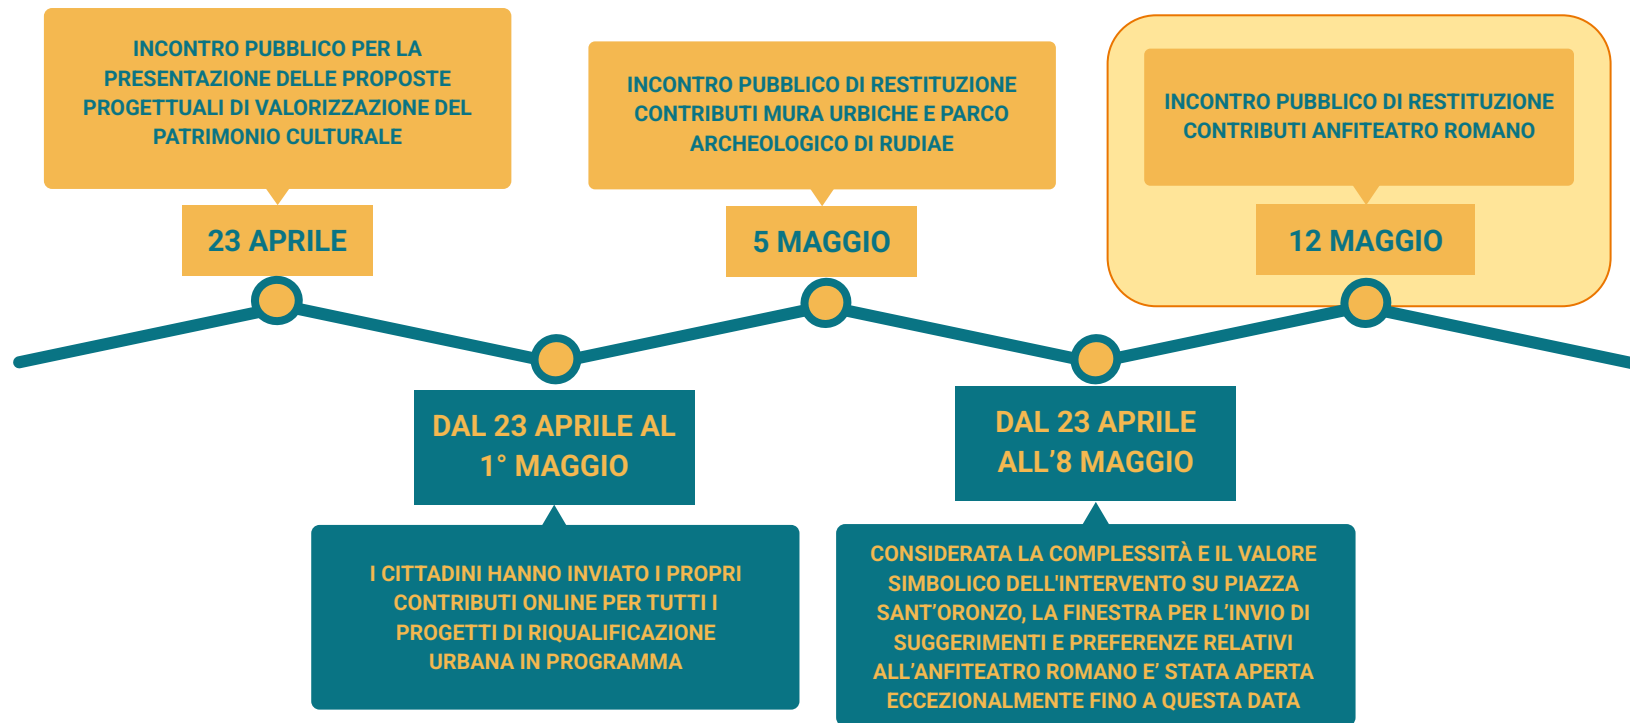 INCONTRO PUBBLICO PER LA
PRESENTAZIONE DELLE PROPOSTE
PROGETTUALI DI VALORIZZAZIONE DEL
PATRIMONIO CULTURALE
23 APRILE
DAL 23 APRILE AL
1° MAGGIO
I CITTADINI HANNO INVIATO I PROPRI
CONTRIBUTI ONLINE PER TUTTI I
PROGETTI DI RIQUALIFICAZIONE
URBANA IN PROGRAMMA
INCONTRO PUBBLICO DI RESTITUZIONE
CONTRIBUTI MURA URBICHE E PARCO
ARCHEOLOGICO DI RUDIAE
5 MAGGIO
DAL 23 APRILE
ALL’8 MAGGIO
CONSIDERATA LA COMPLESSITÀ E IL VALORE
SIMBOLICO DELL'INTERVENTO SU PIAZZA
SANT’ORONZO, LA FINESTRA PER L’INVIO DI
SUGGERIMENTI E PREFERENZE RELATIVI
ALL’ANFITEATRO ROMANO E’ STATA APERTA
ECCEZIONALMENTE FINO A QUESTA DATA
INCONTRO PUBBLICO DI RESTITUZIONE
CONTRIBUTI ANFITEATRO ROMANO
12 MAGGIO